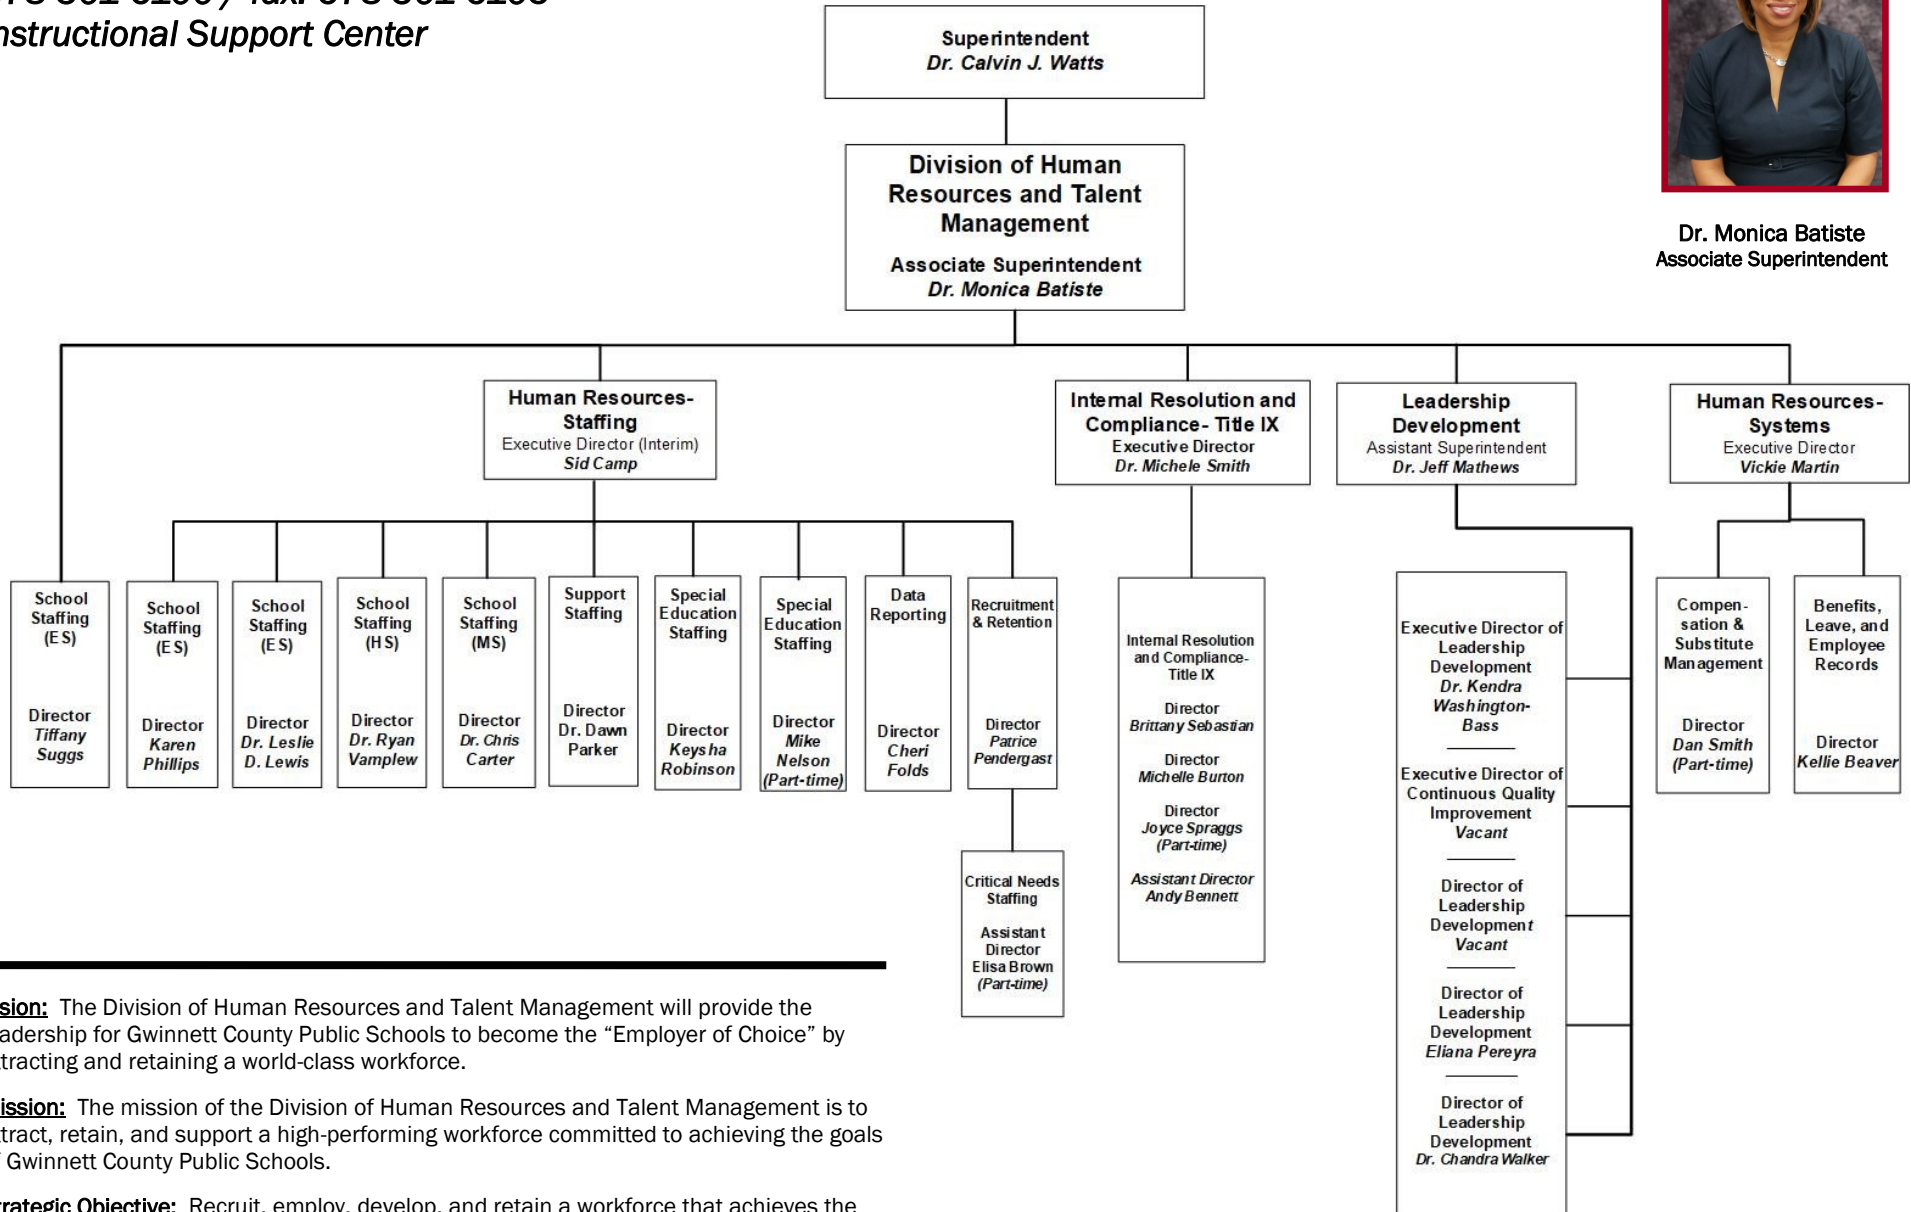 nstructional Support Center
Superintendent
Dr. Calvin J. Watts
Division of Human
Resources and Talent
Management
Associate Superintendent
Dr. Monica Batiste
Dr. Monica Batiste
Associate Superintendent
Human Resources-
Staffing
Executive Director (Interim)
Sid Camp
Internal Resolution and
Compliance- Title IX
Executive Director
Dr. Michele Smith
Leadership
Development
Assistant Superintendent
Dr. Jeff Mathews
Human Resources-
Systems
Executive Director
Vickie Martin
School
Staffing
(ES)
Director
Tiffany
Suggs
School
Staffing
(ES)
Director
Karen
Phillips
School
Staffing
(ES)
Director
Dr. Leslie
D. Lewis
School
Staffing
(HS)
Director
Dr. Ryan
Vamplew
School
Staffing
(MS)
Director
Dr. Chris
Carter
Support
Staffing
Director
Dr. Dawn
Parker
Special
Education
Staffing
Director
Keysha
Robinson
Special
Education
Staffing
Director
Mike
Nelson
(Part-time)
Data
Reporting
Director
Cheri
Folds
Recruitment
& Retention
Director
Patrice
Pendergast
Critical Needs
Staffing
Assistant
Director
Elisa Brown
(Part-time)
Internal Resolution
and Compliance-
Title IX
Director
Brittany Sebastian
Director
Michelle Burton
Director
Joyce Spraggs
(Part-time)
Assistant Director
Andy Bennett
Executive Director of
Leadership
Development
Dr. Kendra
Washington-
Bass
Executive Director of
Continuous Quality
Improvement
Vacant
Director of
Leadership
Development
Vacant
Director of
Leadership
Development
Eliana Pereyra
Director of
Leadership
Development
Dr. Chandra Walker
Compen-
sation &
Substitute
Management
Director
Dan Smith
(Part-time)
Benefits,
Leave, and
Employee
Records
Director
Kellie Beaver
sion: The Division of Human Resources and Talent Management will provide the
adership for Gwinnett County Public Schools to become the “Employer of Choice” by
tracting and retaining a world-class workforce.
ission: The mission of the Division of Human Resources and Talent Management is to
tract, retain, and support a high-performing workforce committed to achieving the goals
Gwinnett County Public Schools.
rategic Objective: Recruit, employ, develop, and retain a workforce that achieves the